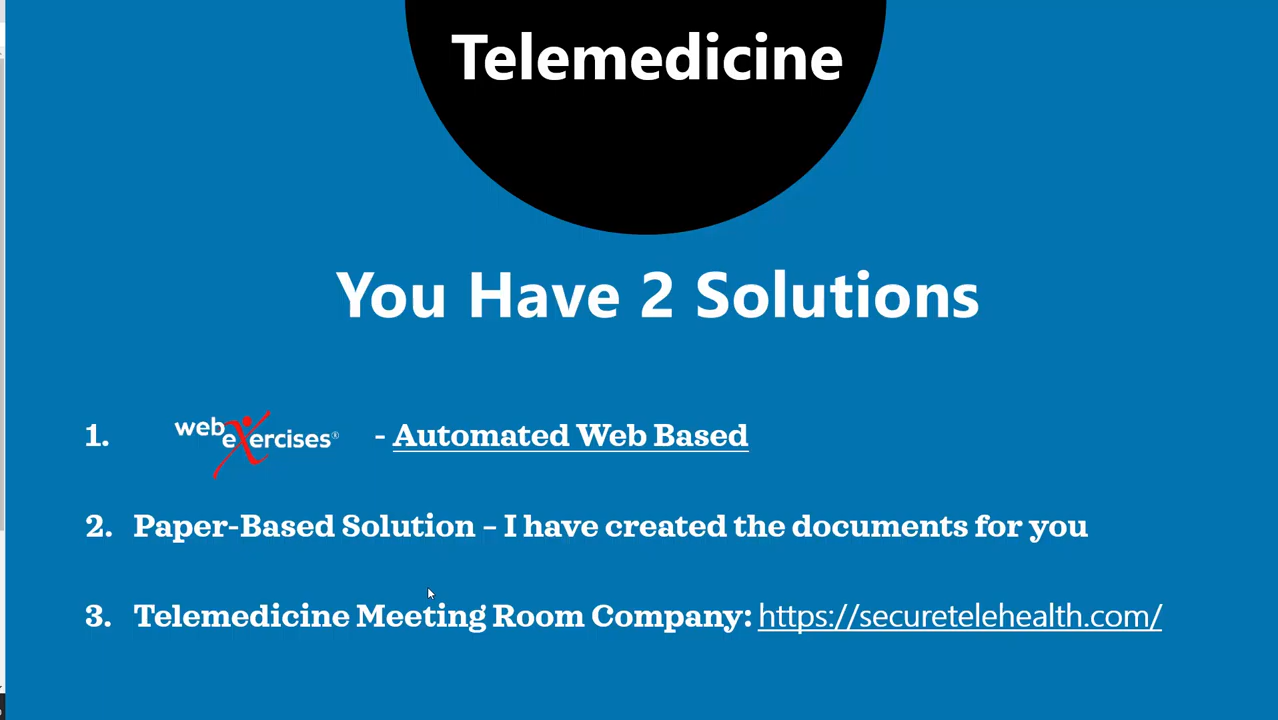 Telemedicine
You Have 2 Solutions
1. web exercises® - Automated Web Based
2. Paper-Based Solution – I have created the documents for you
3. Telemedicine Meeting Room Company: https://securetelehealth.com/